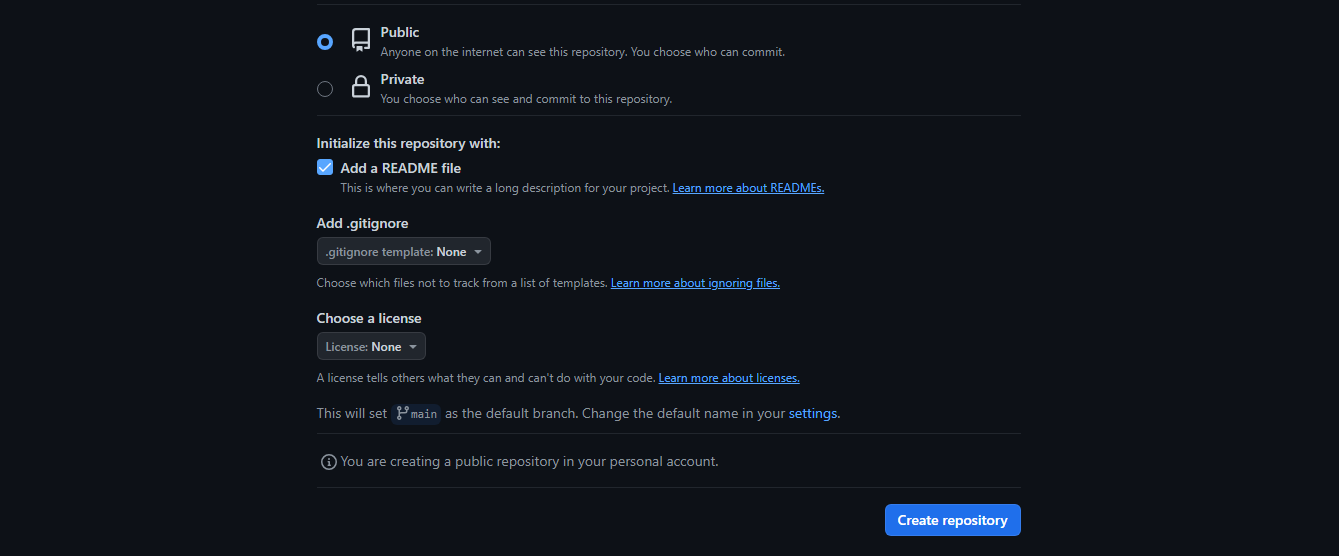 Public
Anyone on the internet can see this repository. You choose who can commit.
Private
You choose who can see and commit to this repository.
Initialize this repository with:
Add a README file
This is where you can write a long description for your project. Learn more about READMEs.
Add .gitignore
.gitignore template: None
Choose which files not to track from a list of templates. Learn more about ignoring files.
Choose a license
License: None
A license tells others what they can and can't do with your code. Learn more about licenses.
This will set main as the default branch. Change the default name in your settings.
You are creating a public repository in your personal account.
Create repository